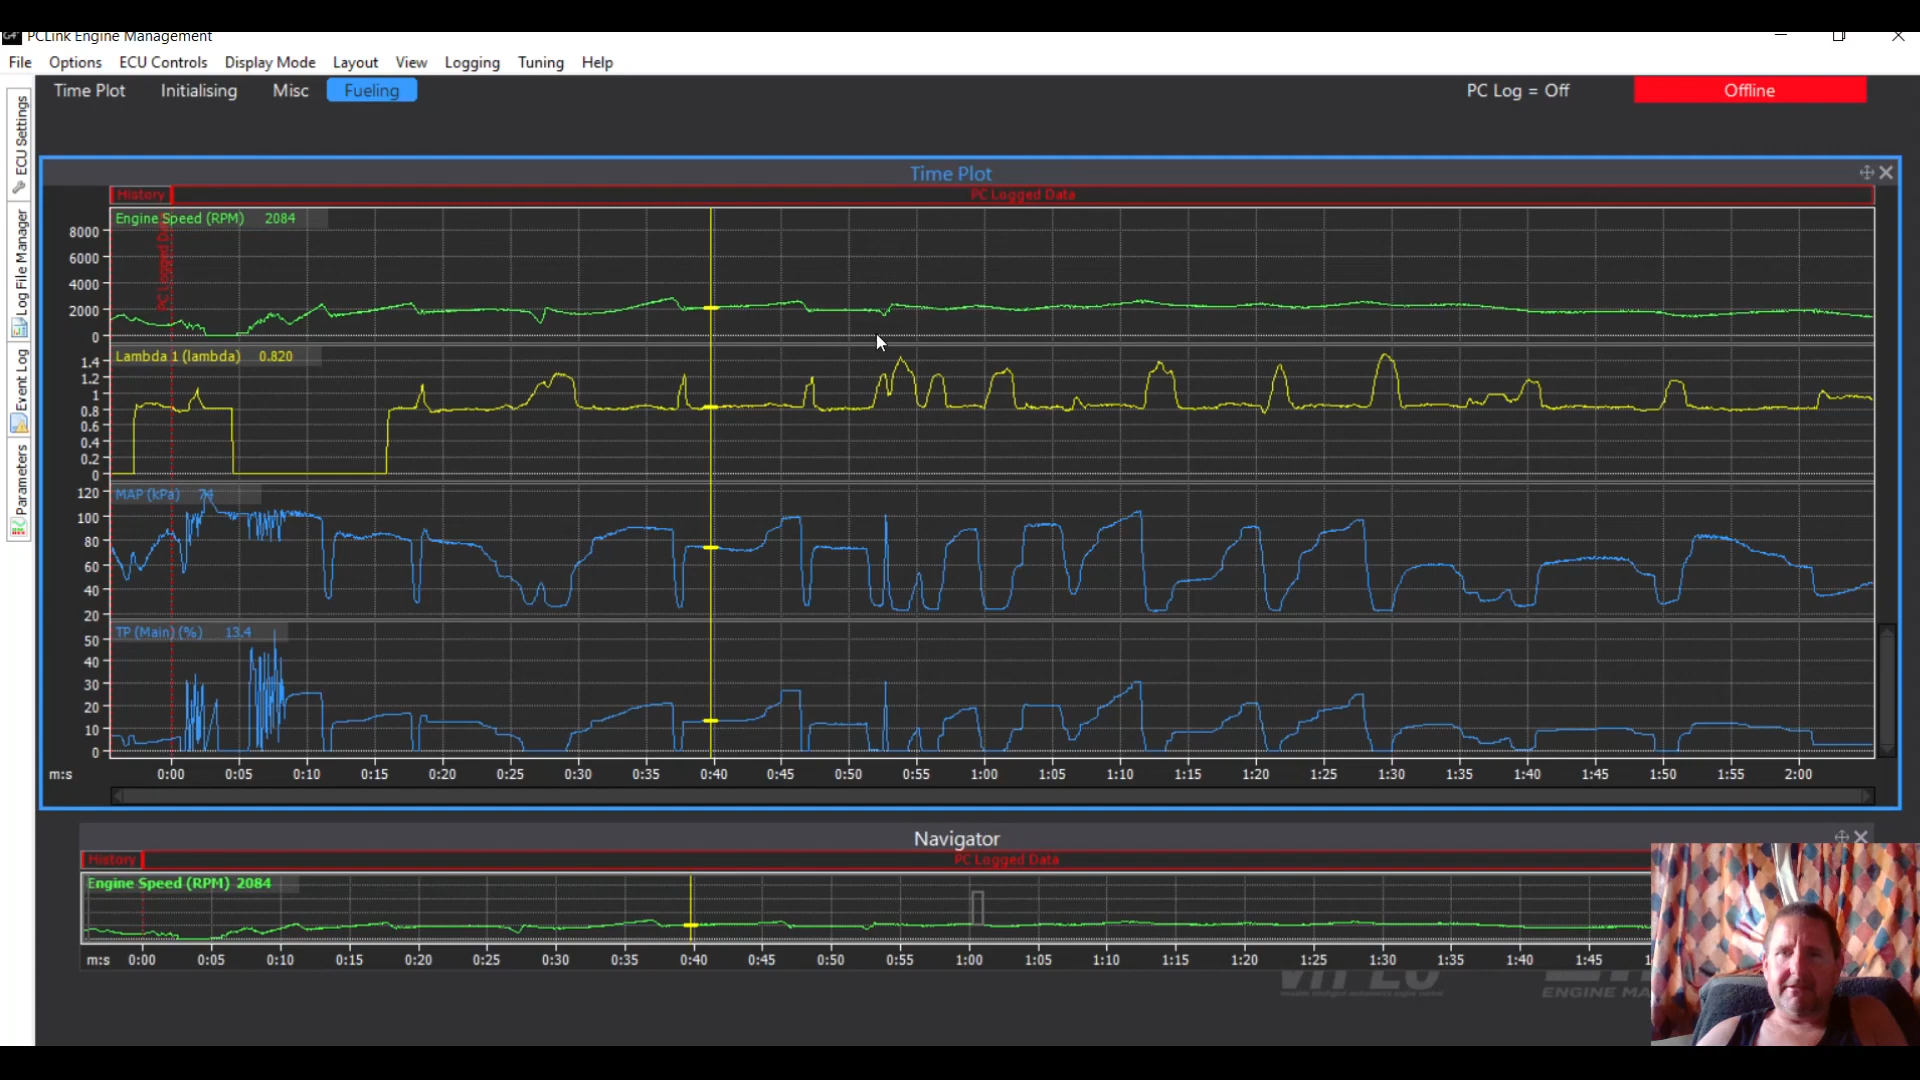 PCLink Engine Management
File Options ECU Controls Display Mode Layout View Logging Tuning Help
Time Plot Initialising Misc Fueling PC Log = Off Offline
ECU Settings
Log File Manager
Event Log
Parameters
Time Plot
History PC Logged Data
Engine Speed (RPM) 2084
8000
6000
4000
2000
0
Lambda 1 (lambda) 0.820
1.4
1.2
1
0.8
0.6
0.4
0.2
0
MAP (kPa) 74
120
100
80
60
40
20
TP (Main) (%) 13.4
50
40
30
20
10
0
m:s 0:00 0:05 0:10 0:15 0:20 0:25 0:30 0:35 0:40 0:45 0:50 0:55 1:00 1:05 1:10 1:15 1:20 1:25 1:30 1:35 1:40 1:45 1:50 1:55 2:00
Navigator
History PC Logged Data
Engine Speed (RPM) 2084
m:s 0:00 0:05 0:10 0:15 0:20 0:25 0:30 0:35 0:40 0:45 0:50 0:55 1:00 1:05 1:10 1:15 1:20 1:25 1:30 1:35 1:40 1:45
ENGINE MA